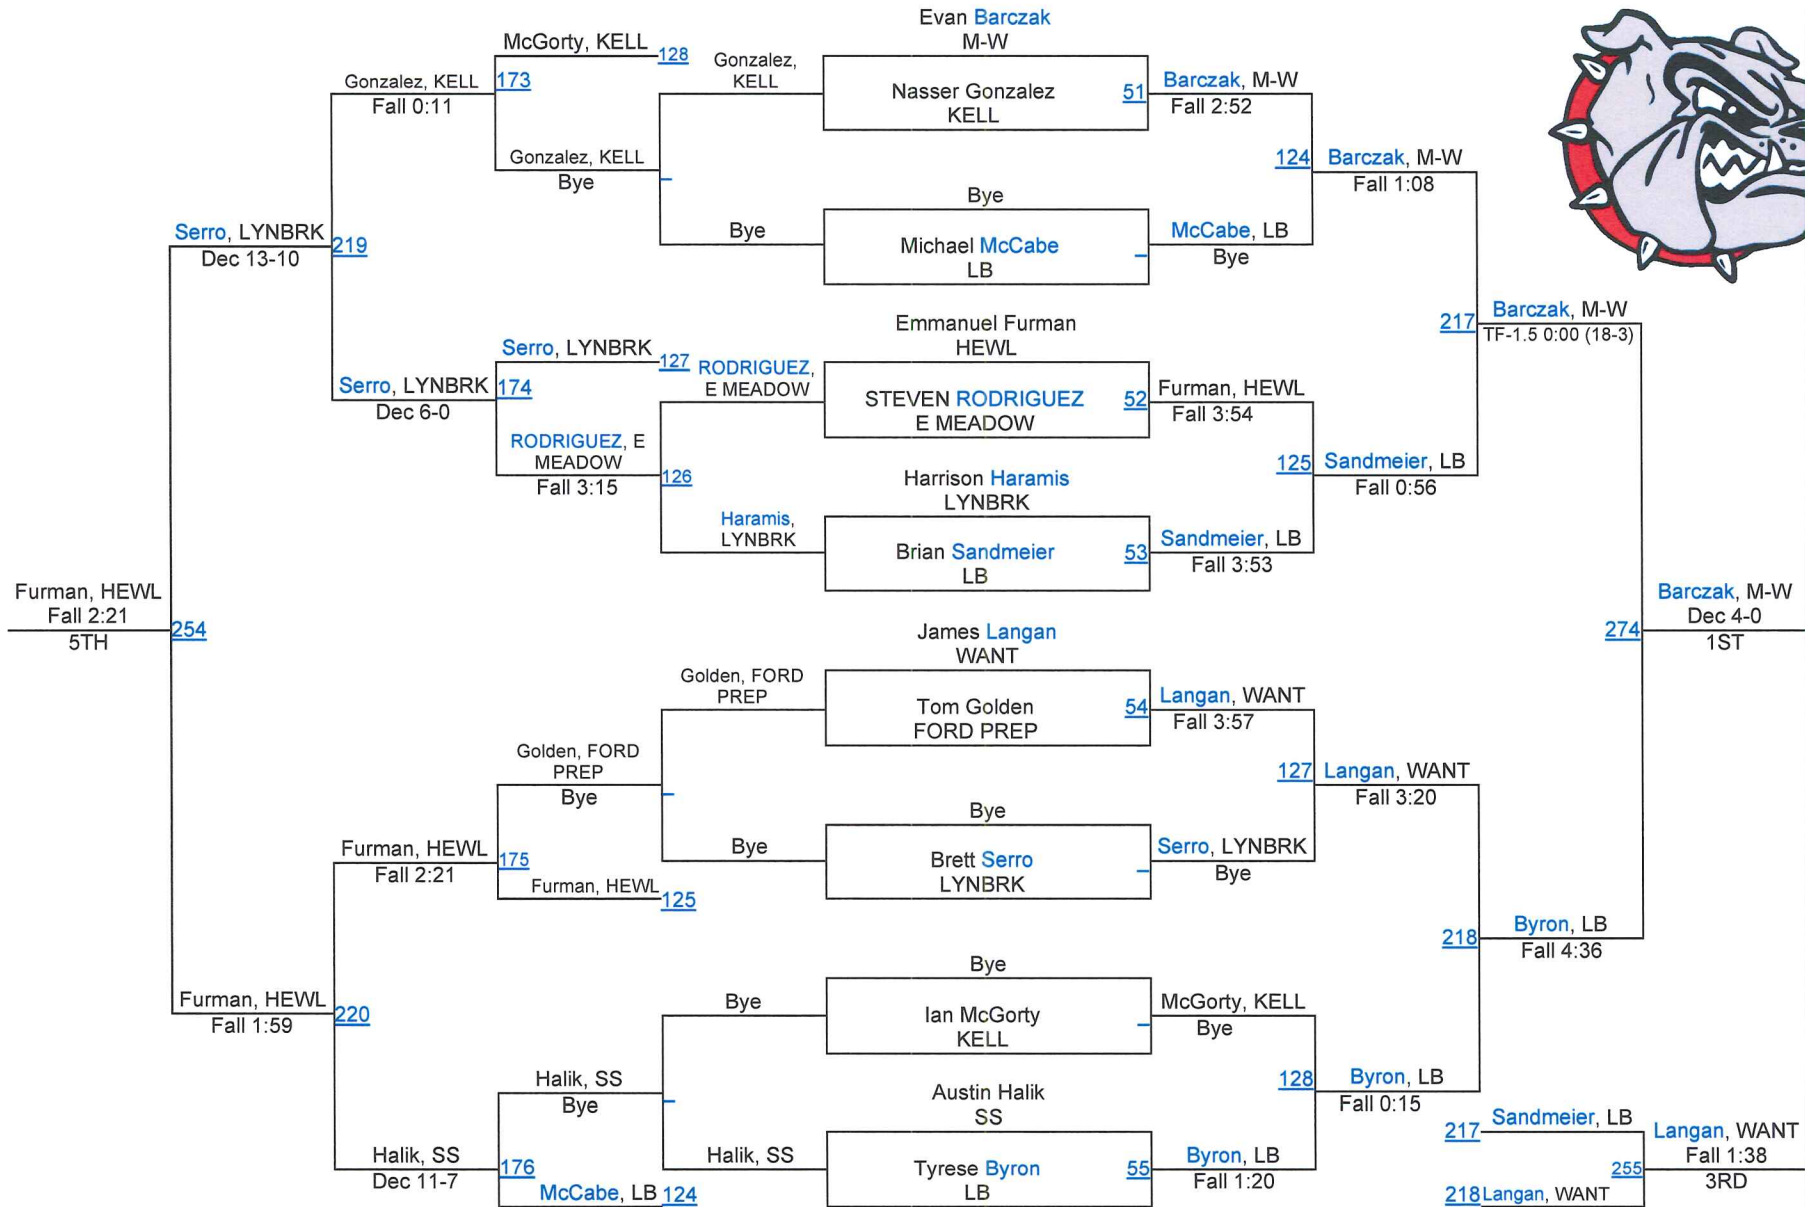 Evan Barczak
M-W
Nasser Gonzalez
KELL
51
Bye
Michael McCabe
LB
-
Emmanuel Furman
HEWL
STEVEN RODRIGUEZ
E MEADOW
52
Harrison Haramis
LYNBRK
Brian Sandmeier
LB
53
James Langan
WANT
Tom Golden
FORD PREP
54
Bye
Brett Serro
LYNBRK
-
Bye
Ian McGorty
KELL
-
Austin Halik
SS
Tyrese Byron
LB
55
Barczak, M-W
Fall 2:52
McCabe, LB
Bye
124
Furman, HEWL
Fall 3:54
Sandmeier, LB
Fall 3:53
125
Langan, WANT
Fall 3:57
Serro, LYNBRK
Bye
127
McGorty, KELL
Bye
Byron, LB
Fall 1:20
128
Barczak, M-W
Fall 1:08
Sandmeier, LB
Fall 0:56
217
Langan, WANT
Fall 3:20
Byron, LB
Fall 0:15
218
Barczak, M-W
TF-1.5 0:00 (18-3)
Byron, LB
Fall 4:36
274
Barczak, M-W
Dec 4-0
1ST
217
Sandmeier, LB
218
Langan, WANT
255
Langan, WANT
Fall 1:38
3RD
Gonzalez,
KELL
Bye
-
RODRIGUEZ,
E MEADOW
Haramis,
LYNBRK
126
Golden, FORD
PREP
Bye
-
Bye
Halik, SS
-
McGorty, KELL
128
Gonzalez, KELL
Bye
173
Serro, LYNBRK
127
RODRIGUEZ, E
MEADOW
Fall 3:15
174
Golden, FORD
PREP
Bye
Furman, HEWL
125
175
Halik, SS
Bye
McCabe, LB
124
176
Gonzalez, KELL
Fall 0:11
Serro, LYNBRK
Dec 6-0
219
Furman, HEWL
Fall 2:21
Halik, SS
Dec 11-7
220
Serro, LYNBRK
Dec 13-10
Furman, HEWL
Fall 1:59
254
Furman, HEWL
Fall 2:21
5TH